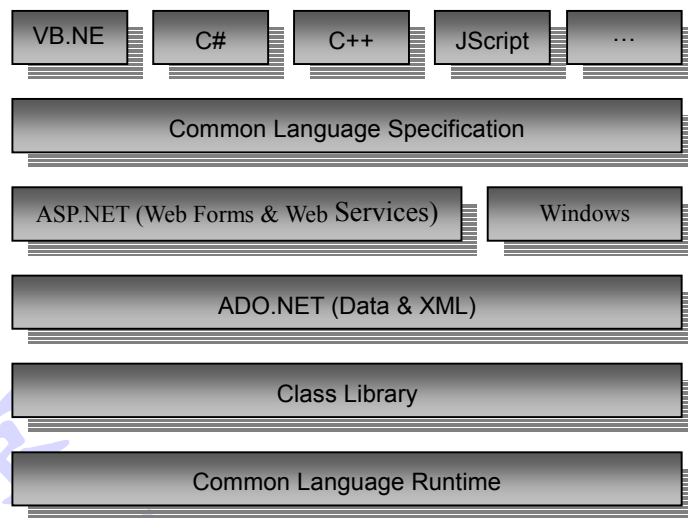 VB.NE C# C++ JScript …
Common Language Specification
ASP.NET (Web Forms & Web Services) Windows
ADO.NET (Data & XML)
Class Library
Common Language Runtime